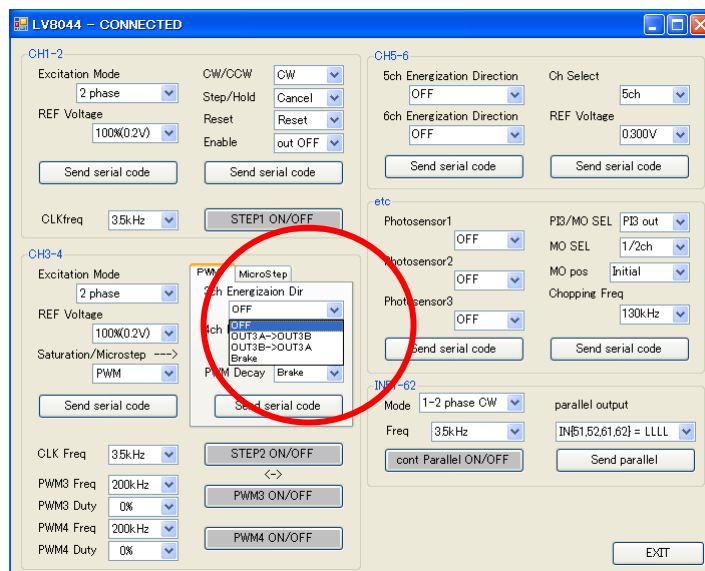 LV8044 - CONNECTED
CH1-2
Excitation Mode
2 phase
REF Voltage
100%(0.2V)
Send serial code
CW/CCW CW
Step/Hold Cancel
Reset Reset
Enable out OFF
Send serial code
CLKfreq 3.5kHz
STEP1 ON/OFF
CH3-4
Excitation Mode
2 phase
REF Voltage
100%(0.2V)
Saturation/Microstep --->
PWM
Send serial code
MicroStep
3ch Energizaion Dir
OFF
4ch
OFF
OUT3A->OUT3B
OUT3B->OUT3A
Brake
PWM Decay Brake
Send serial code
CLK Freq 3.5kHz
STEP2 ON/OFF
<->
PWM3 Freq 200kHz
PWM3 Duty 0%
PWM3 ON/OFF
PWM4 Freq 200kHz
PWM4 Duty 0%
PWM4 ON/OFF
CH5-6
5ch Energization Direction
OFF
6ch Energization Direction
OFF
Send serial code
Ch Select
5ch
REF Voltage
0.300V
Send serial code
etc
Photosensor1
OFF
Photosensor2
OFF
Photosensor3
OFF
Send serial code
PI3/MO SEL PI3 out
MO SEL 1/2ch
MO pos Initial
Chopping Freq
130kHz
Send serial code
IN51-62
Mode 1-2 phase CW
Freq 3.5kHz
cont Parallel ON/OFF
parallel output
IN{51,52,61,62} = LLLL
Send parallel
EXIT